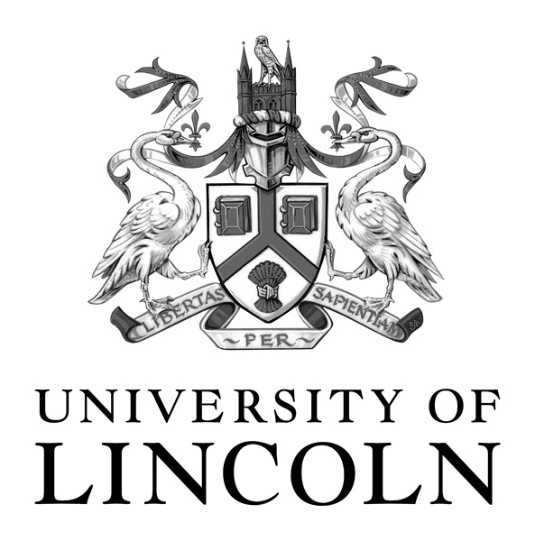 LIBERTAS
~PER~
SAPIENTIAM
UNIVERSITY OF
LINCOLN